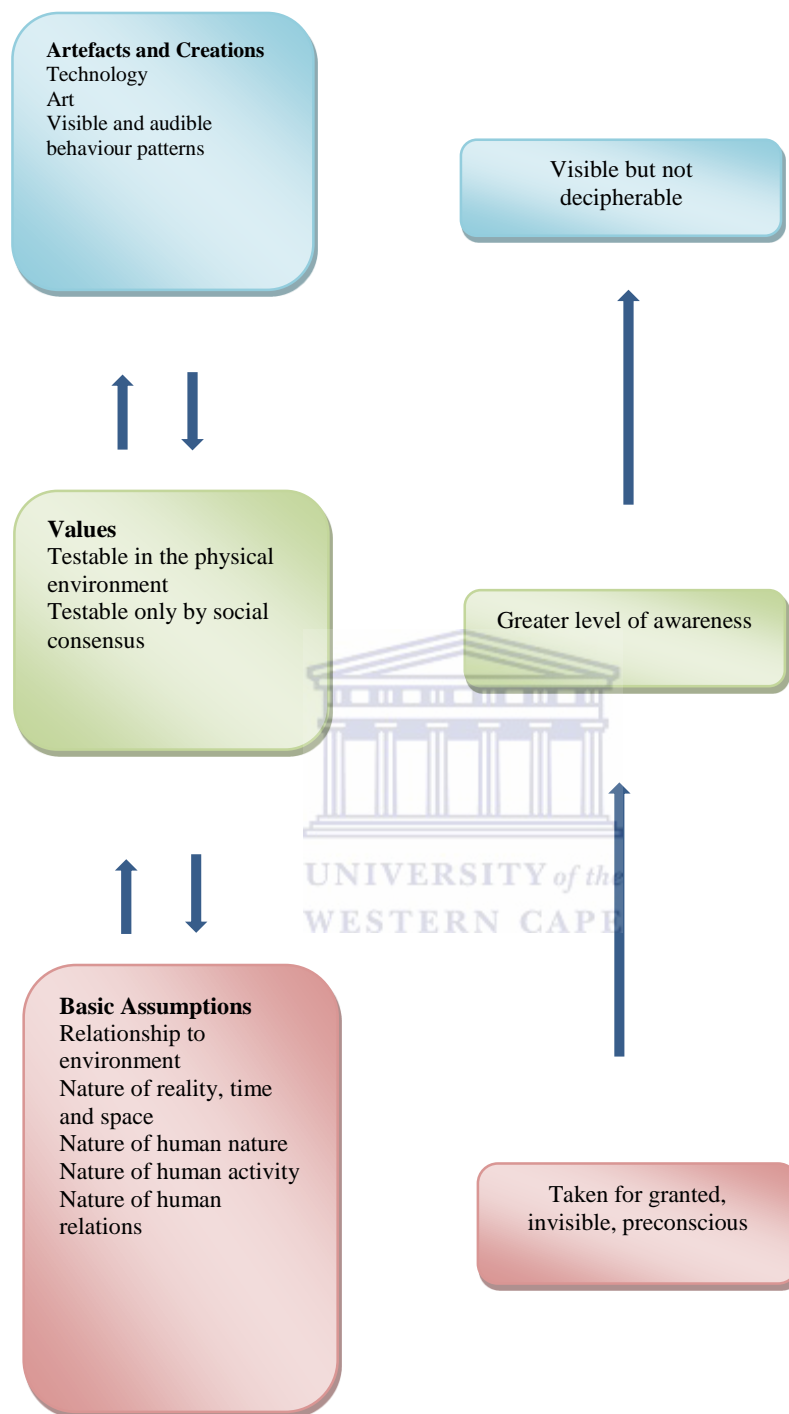 Artefacts and Creations
Technology
Art
Visible and audible
behaviour patterns
Visible but not
decipherable
Values
Testable in the physical
environment
Testable only by social
consensus
Greater level of awareness
UNIVERSITY of the
WESTERN CAPE
Basic Assumptions
Relationship to
environment
Nature of reality, time
and space
Nature of human nature
Nature of human activity
Nature of human
relations
Taken for granted,
invisible, preconscious